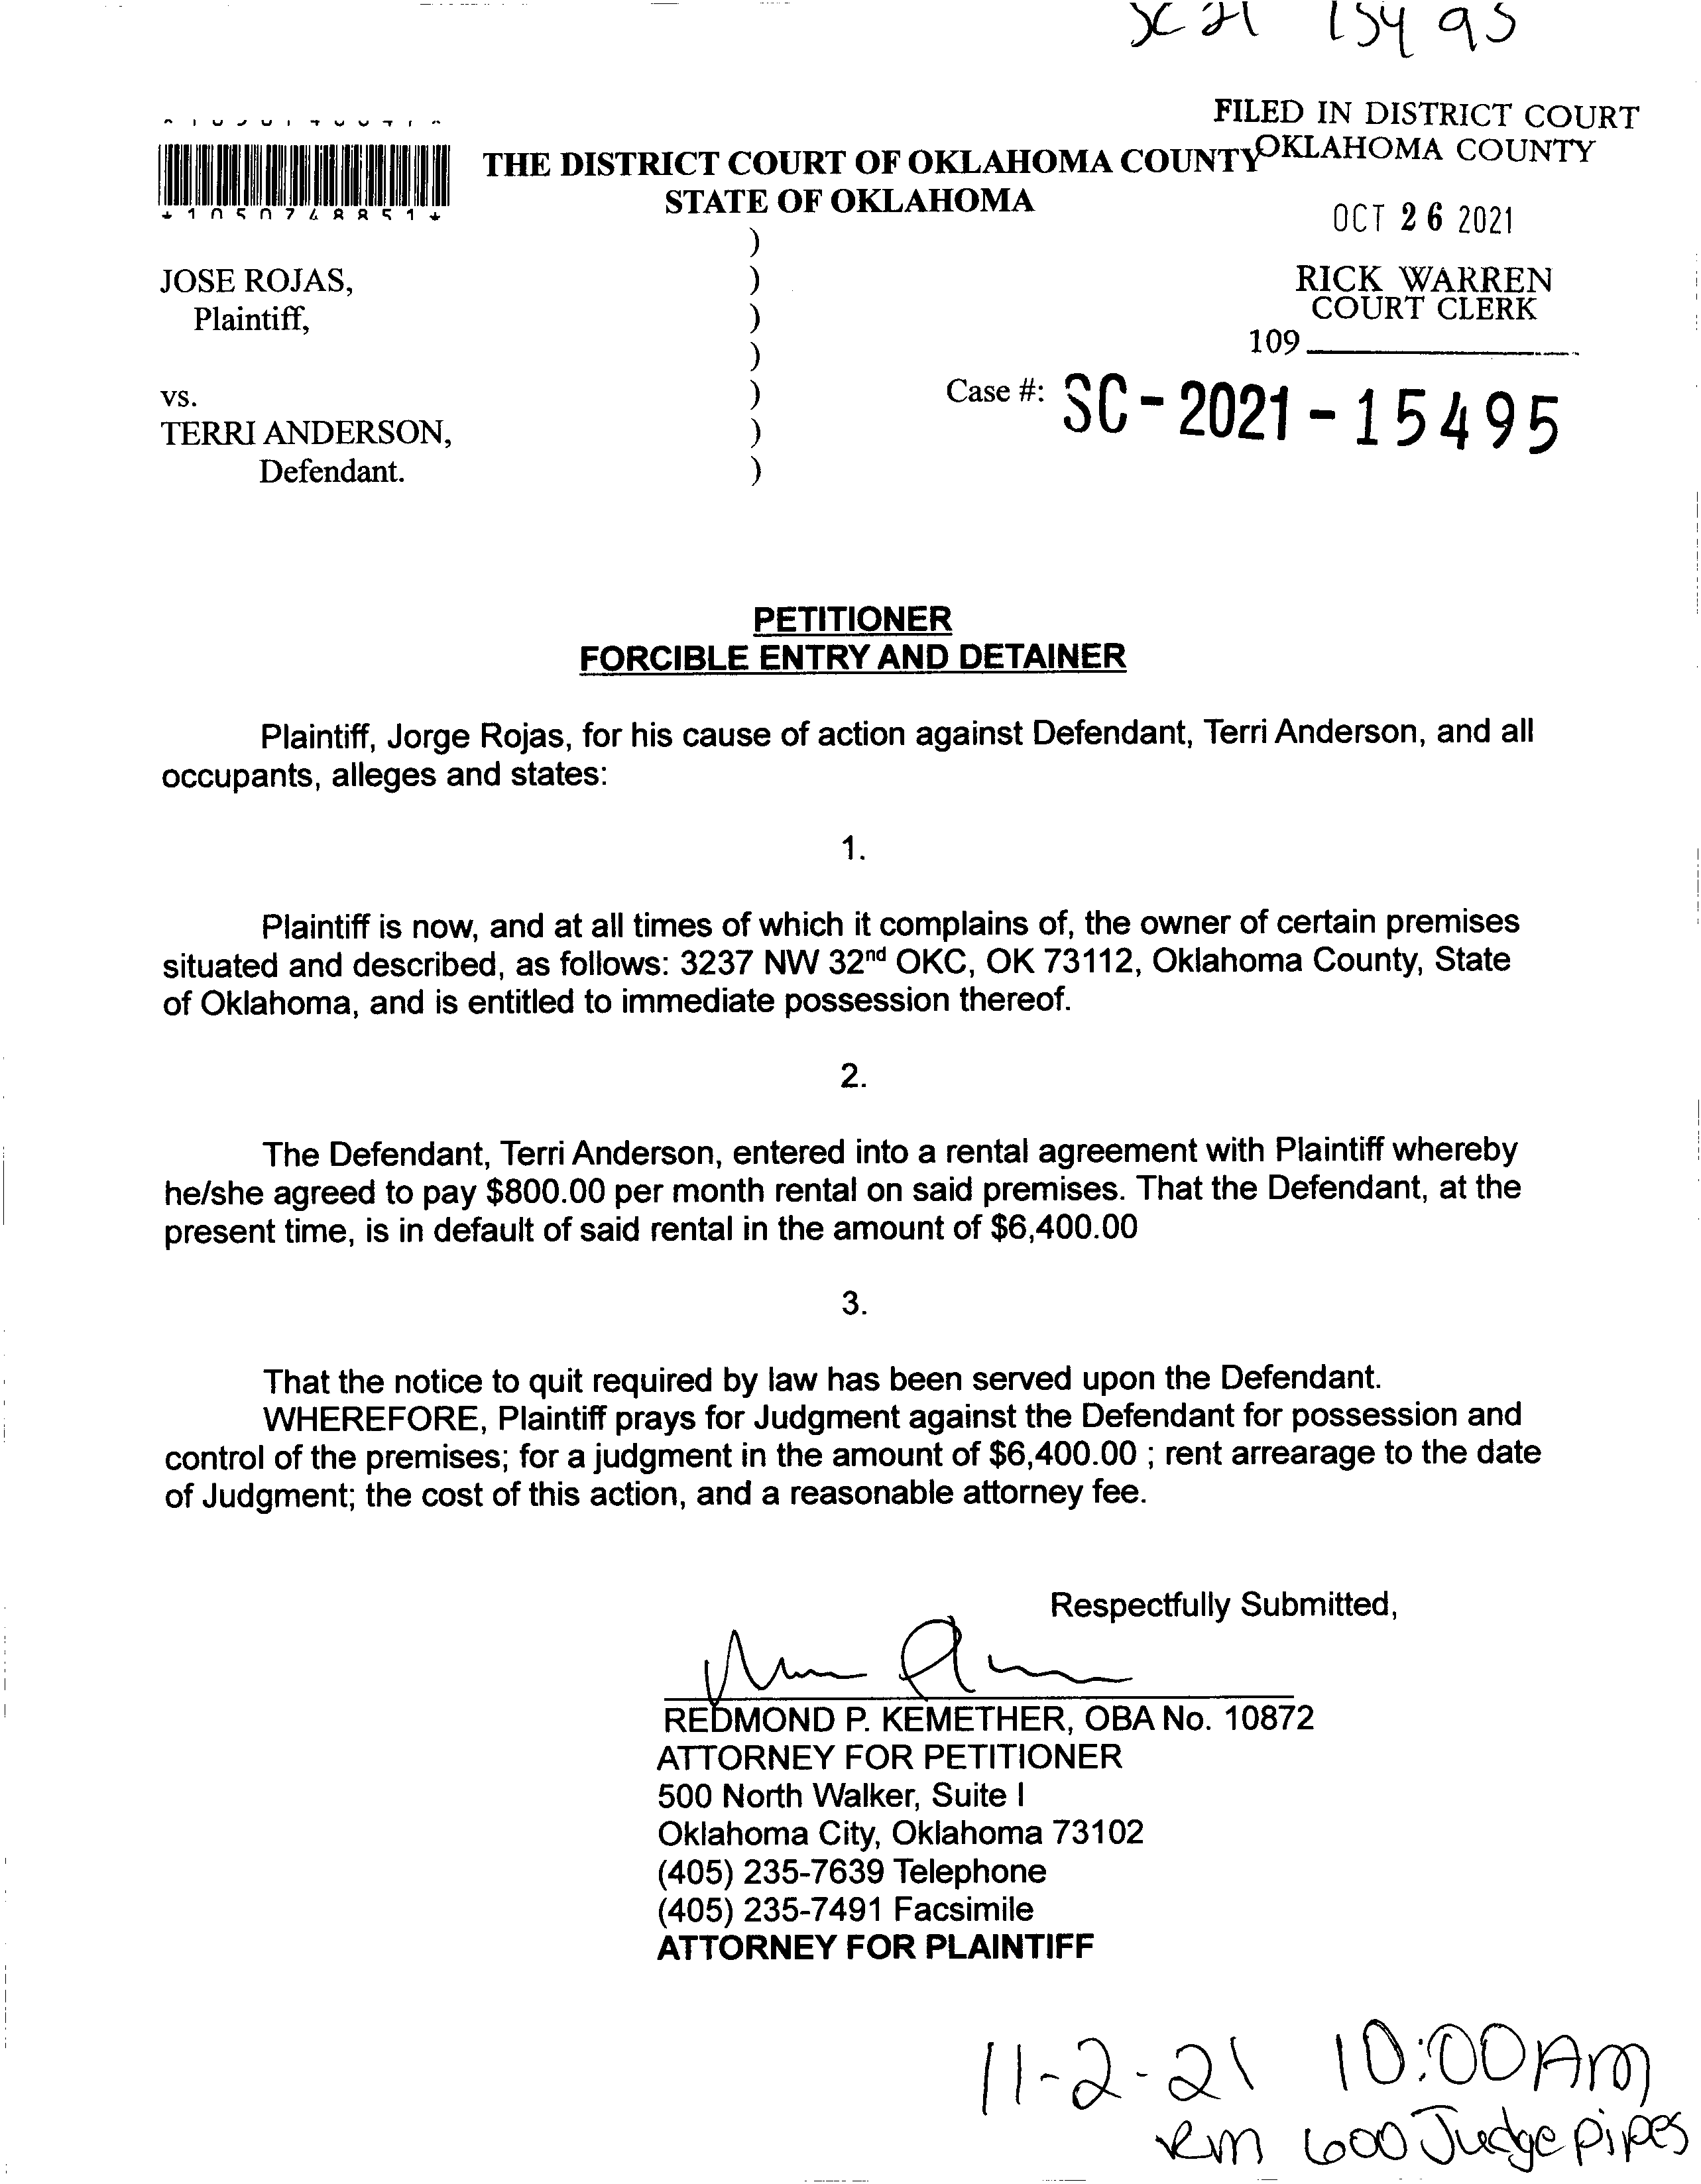 SC 21 15495
FILED IN DISTRICT COURT
OKLAHOMA COUNTY
*1050748851*
THE DISTRICT COURT OF OKLAHOMA COUNTY
STATE OF OKLAHOMA
OCT 26 2021
)
JOSE ROJAS, )
Plaintiff, )
)
vs. )
TERRI ANDERSON, )
Defendant. )
RICK WARREN
COURT CLERK
109
Case #: SC-2021-15495
PETITIONER
FORCIBLE ENTRY AND DETAINER
Plaintiff, Jorge Rojas, for his cause of action against Defendant, Terri Anderson, and all
occupants, alleges and states:
1.
Plaintiff is now, and at all times of which it complains of, the owner of certain premises
situated and described, as follows: 3237 NW 32nd OKC, OK 73112, Oklahoma County, State
of Oklahoma, and is entitled to immediate possession thereof.
2.
The Defendant, Terri Anderson, entered into a rental agreement with Plaintiff whereby
he/she agreed to pay $800.00 per month rental on said premises. That the Defendant, at the
present time, is in default of said rental in the amount of $6,400.00
3.
That the notice to quit required by law has been served upon the Defendant.
WHEREFORE, Plaintiff prays for Judgment against the Defendant for possession and
control of the premises; for a judgment in the amount of $6,400.00 ; rent arrearage to the date
of Judgment; the cost of this action, and a reasonable attorney fee.
Respectfully Submitted,
REDMOND P. KEMETHER, OBA No. 10872
ATTORNEY FOR PETITIONER
500 North Walker, Suite I
Oklahoma City, Oklahoma 73102
(405) 235-7639 Telephone
(405) 235-7491 Facsimile
ATTORNEY FOR PLAINTIFF
11-2-21 10:00AM
Rm 600 Judge pipes